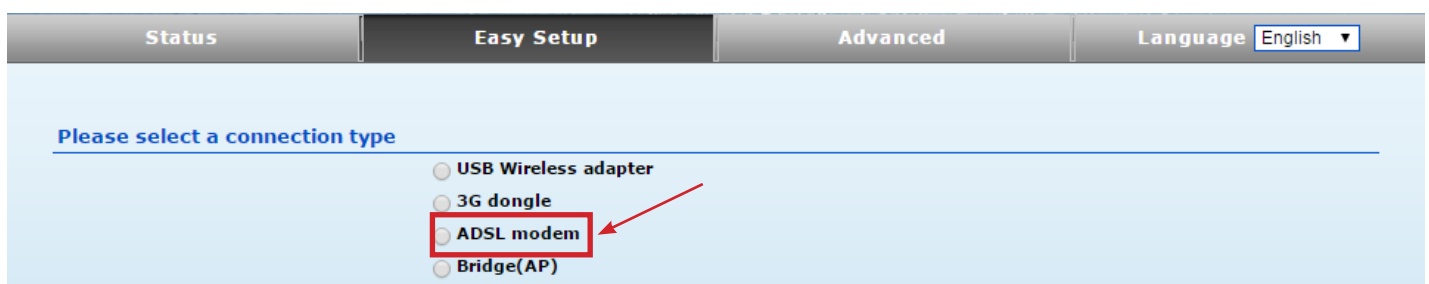 Status Easy Setup Advanced Language English
Please select a connection type
USB Wireless adapter
3G dongle
ADSL modem
Bridge(AP)